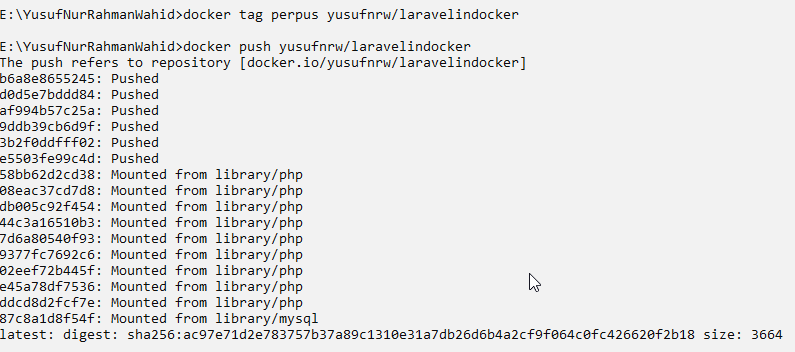 E:\YusufNurRahmanWahid>docker tag perpus yusufnrw/laravelindocker
E:\YusufNurRahmanWahid>docker push yusufnrw/laravelindocker
The push refers to repository [docker.io/yusufnrw/laravelindocker]
b6a8e8655245: Pushed
d0d5e7bddd84: Pushed
af994b57c25a: Pushed
9ddb39cb6d9f: Pushed
3b2f0ddfff02: Pushed
e5503fe99c4d: Pushed
58bb62d2cd38: Mounted from library/php
08eac37cd7d8: Mounted from library/php
db005c92f454: Mounted from library/php
44c3a16510b3: Mounted from library/php
7d6a80540f93: Mounted from library/php
9377fc7692c6: Mounted from library/php
02eef72b445f: Mounted from library/php
e45a78df7536: Mounted from library/php
ddcd8d2fcf7e: Mounted from library/php
87c8a1d8f54f: Mounted from library/mysql
latest: digest: sha256:ac97e71d2e783757b37a89c1310e31a7db26d6b4a2cf9f064c0fc426620f2b18 size: 3664